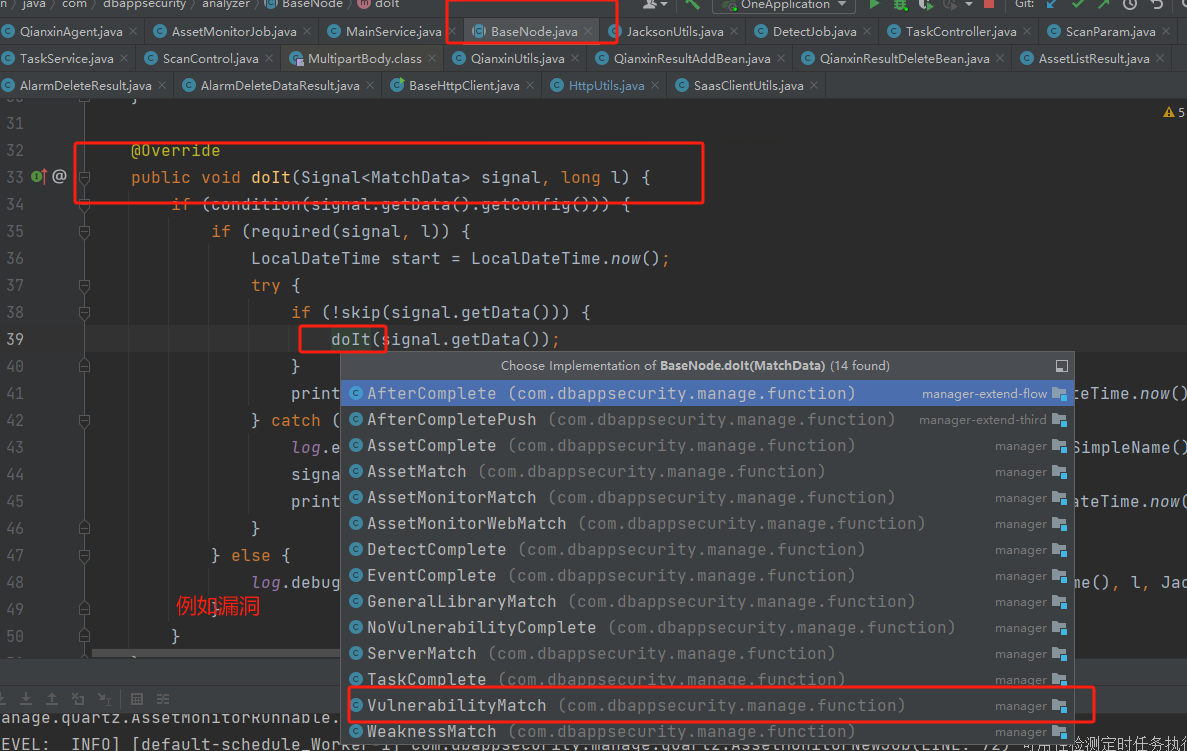 java com dbappsecurity analyzer BaseNode doIt OneApplication Git:
QianxinAgent.java AssetMonitorJob.java MainService.java BaseNode.java JacksonUtils.java DetectJob.java TaskController.java ScanParam.java
TaskService.java ScanControl.java MultipartBody.class QianxinUtils.java QianxinResultAddBean.java QianxinResultDeleteBean.java AssetListResult.java
AlarmDeleteResult.java AlarmDeleteDataResult.java BaseHttpClient.java HttpUtils.java SaasClientUtils.java
31 5
32 @Override
33 @ public void doIt(Signal<MatchData> signal, long l) {
34 if (condition(signal.getData().getConfig())) {
35 if (required(signal, l)) {
36 LocalDateTime start = LocalDateTime.now();
37 try {
38 if (!skip(signal.getData())) {
39 doIt(signal.getData());
Choose Implementation of BaseNode.doIt(MatchData) (14 found)
40 }
AfterComplete (com.dbappsecurity.manage.function) manager-extend-flow
41 print eTime.now()
AfterCompletePush (com.dbappsecurity.manage.function) manager-extend-third
42 } catch (
AssetComplete (com.dbappsecurity.manage.function) manager
43 log.e SimpleName()
AssetMatch (com.dbappsecurity.manage.function) manager
44 signa
AssetMonitorMatch (com.dbappsecurity.manage.function) manager
45 print ateTime.now(
AssetMonitorWebMatch (com.dbappsecurity.manage.function) manager
46 }
DetectComplete (com.dbappsecurity.manage.function) manager
47 } else {
EventComplete (com.dbappsecurity.manage.function) manager
48 log.debug me(), l, Jac
GeneralLibraryMatch (com.dbappsecurity.manage.function) manager
49 }
例如漏洞
NoVulnerabilityComplete (com.dbappsecurity.manage.function) manager
50 }
ServerMatch (com.dbappsecurity.manage.function) manager
TaskComplete (com.dbappsecurity.manage.function) manager
VulnerabilityMatch (com.dbappsecurity.manage.function) manager
anage.quartz.AssetMonitorRunnable.
WeaknessMatch (com.dbappsecurity.manage.function) manager
EVEL: INFO] [default-schedule_Worker-1] com.dbappsecurity.manage.quartz.AssetMonitorNewJob(LINE: 72) 可用性检测定时任务执行